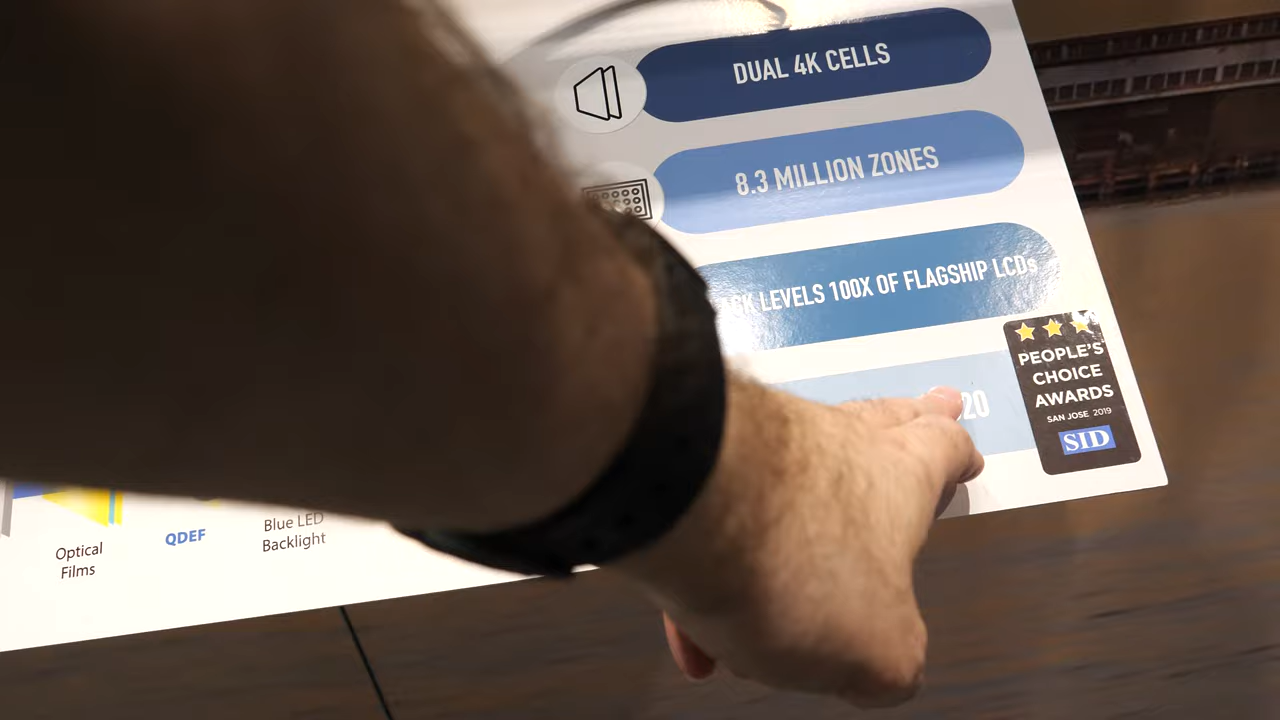 DUAL 4K CELLS
8.3 MILLION ZONES
LEVELS 100X OF FLAGSHIP LCDs
20
PEOPLE'S
CHOICE
AWARDS
SAN JOSE 2019
SID
Optical
Films
QDEF
Blue LED
Backlight